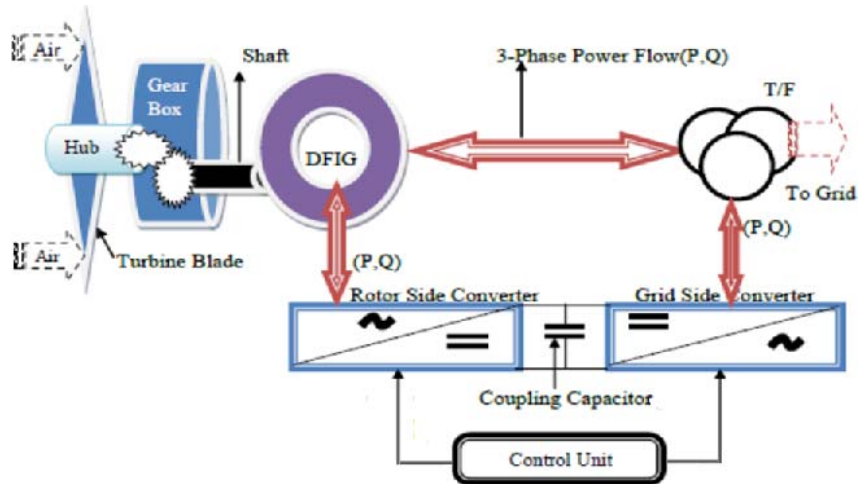 Air
Shaft
3-Phase Power Flow(P,Q)
Gear
Box
T/F
Hub
DFIG
To Grid
Air
Turbine Blade
(P,Q)
(P,Q)
Rotor Side Converter
Grid Side Converter
Coupling Capacitor
Control Unit